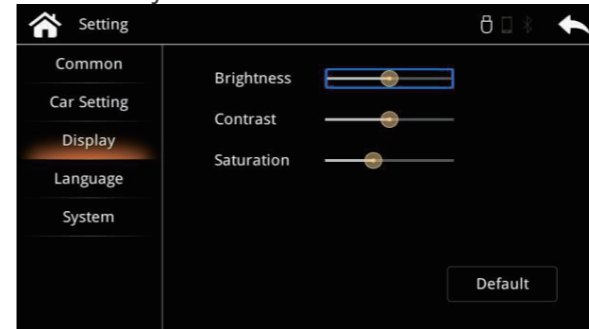 Setting
Common
Car Setting
Display
Language
System
Brightness
Contrast
Saturation
Default